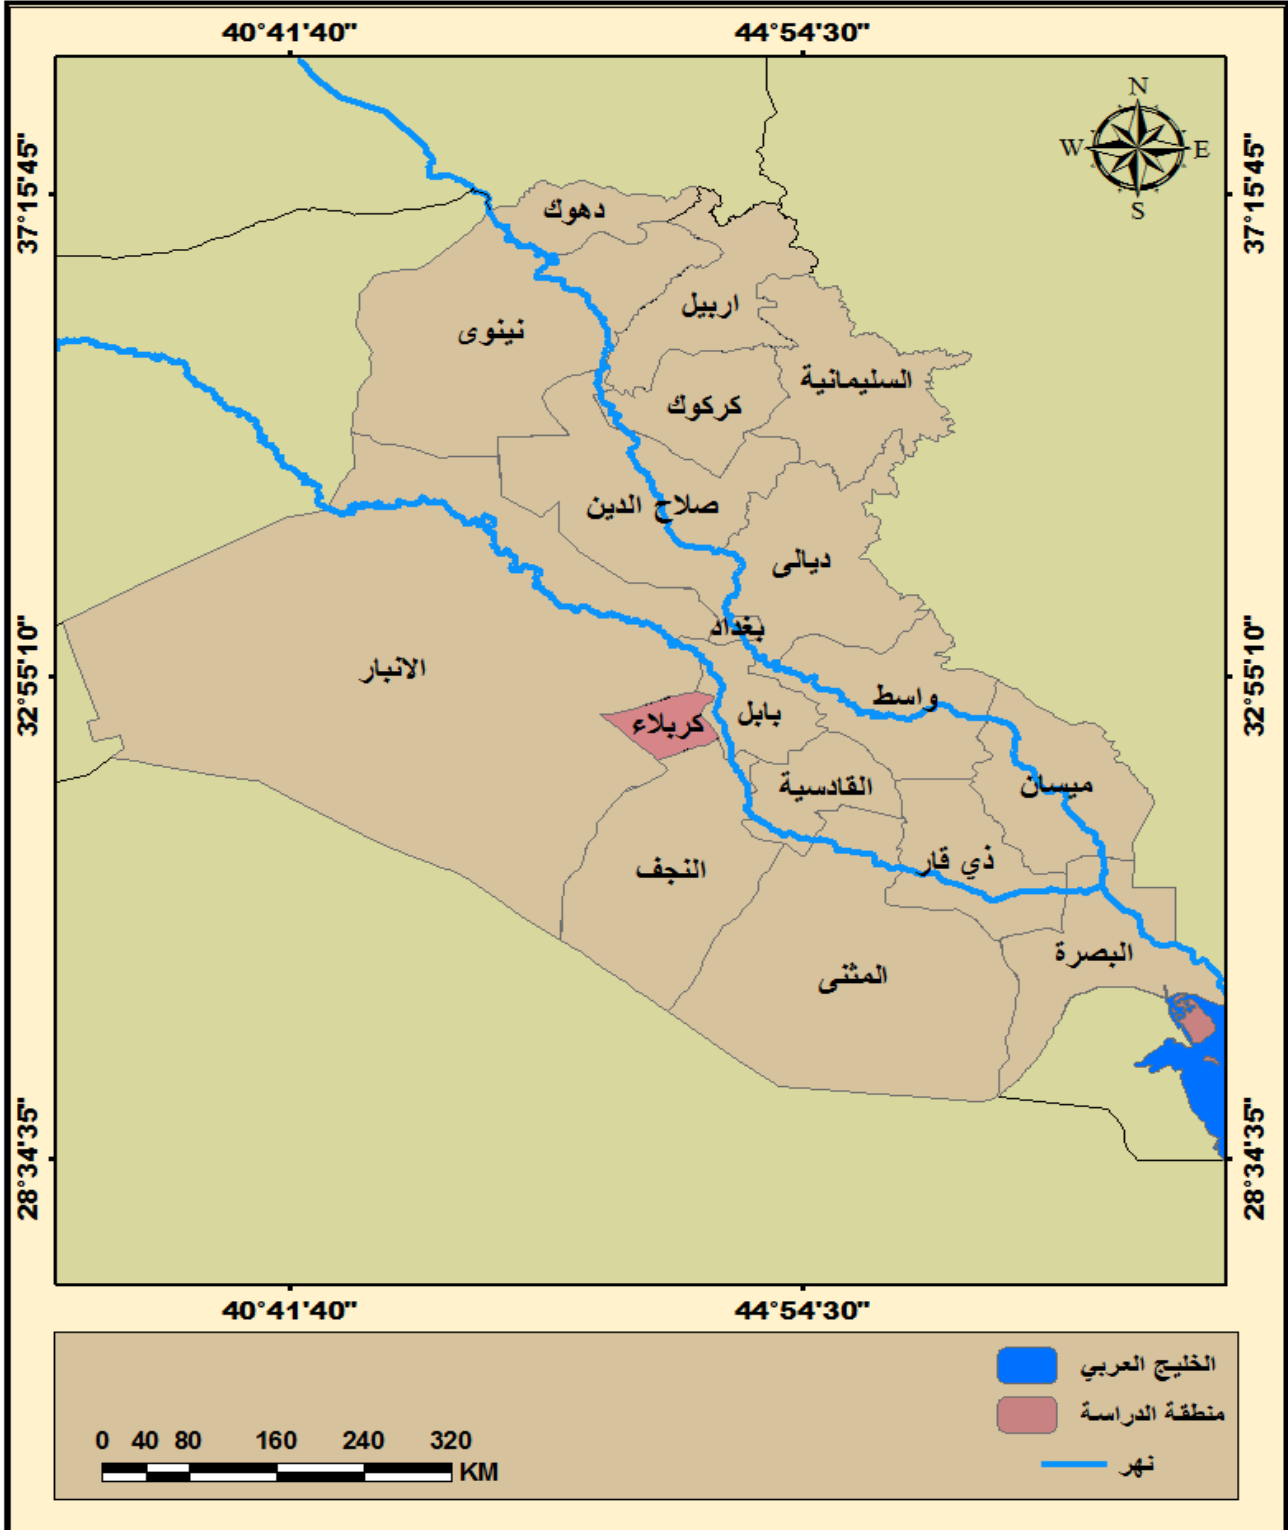 40°41'40" 44°54'30"
N
W E
S
37°15'45" 37°15'45"
دهوك
اربيل
نينوى
السليمانية
كركوك
صلاح الدين
ديالى
بغداد
32°55'10" 32°55'10"
الانبار
واسط
بابل
كربلاء
ميسان
القادسية
ذي قار
النجف
البصرة
المثنى
28°34'35" 28°34'35"
40°41'40" 44°54'30"
الخليج العربي
منطقة الدراسة
نهر
0 40 80 160 240 320
KM